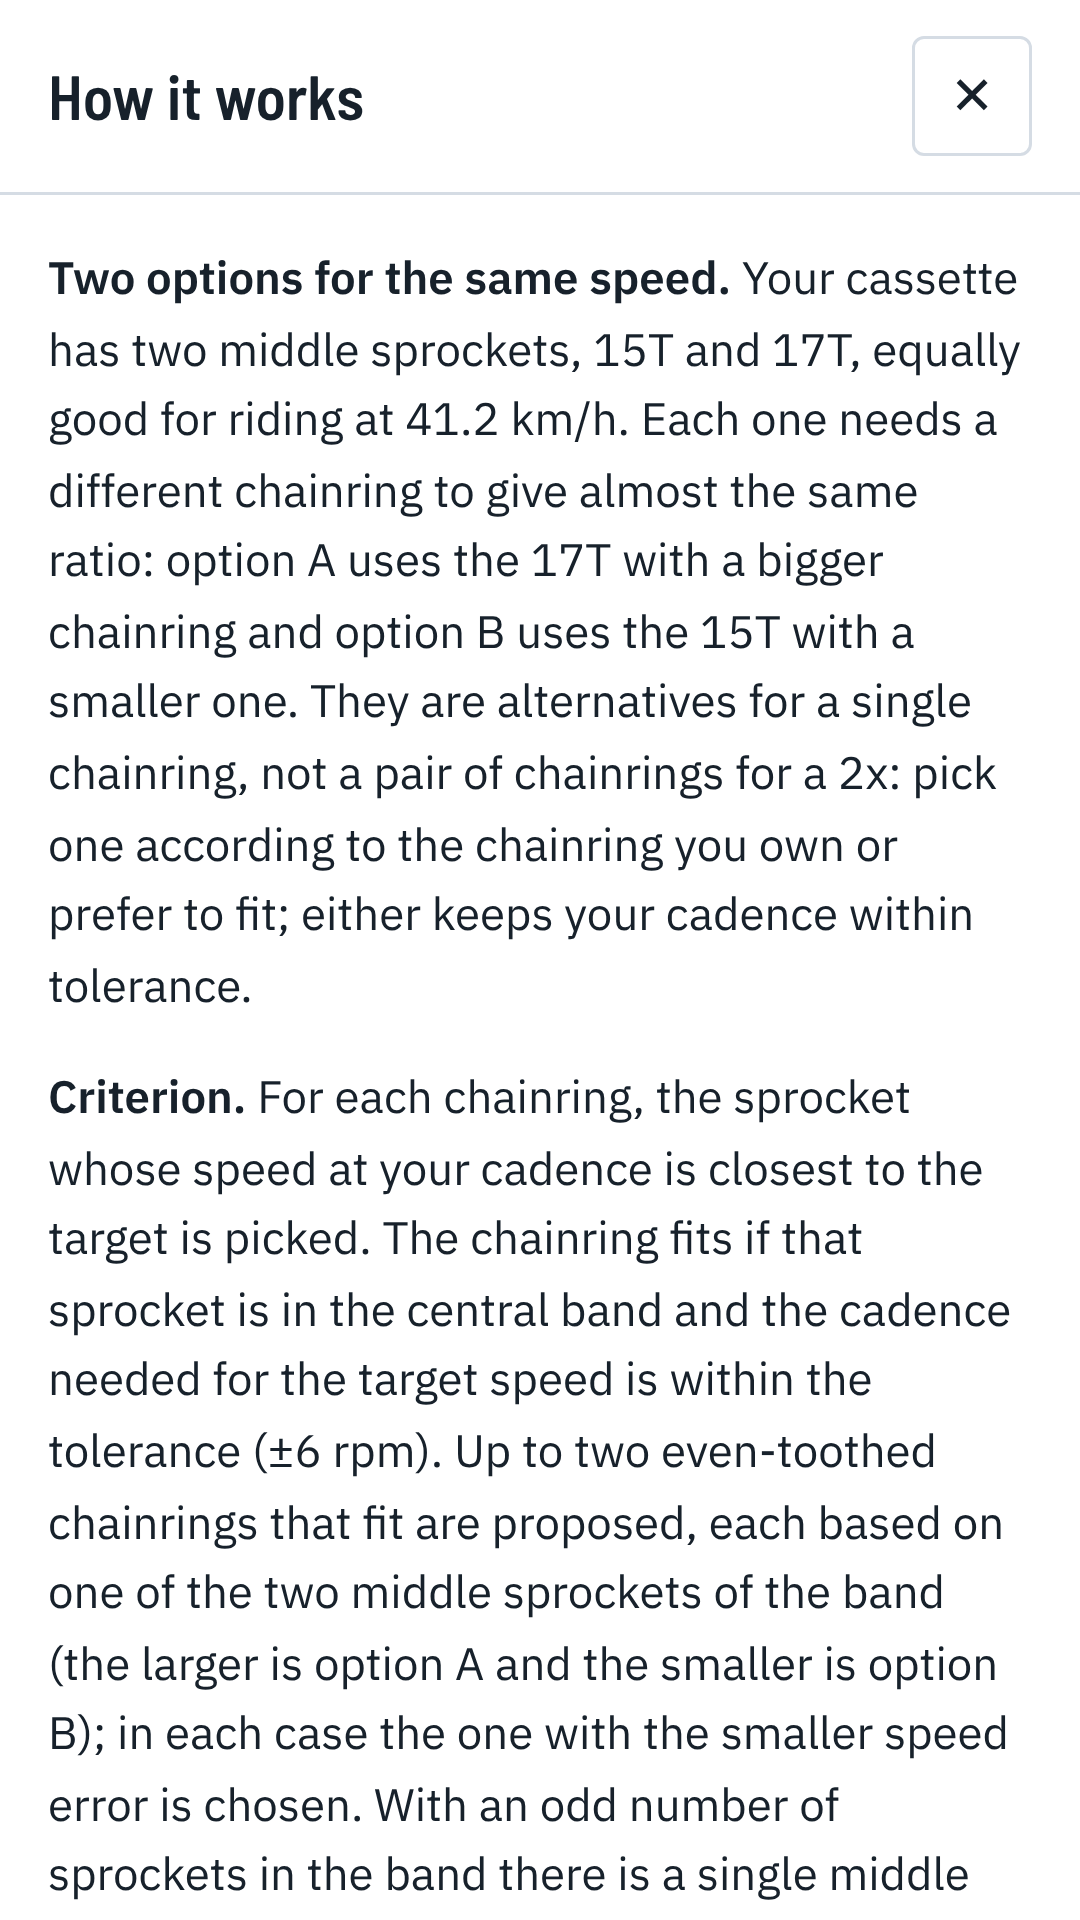 How it works
Two options for the same speed. Your cassette
has two middle sprockets, 15T and 17T, equally
good for riding at 41.2 km/h. Each one needs a
different chainring to give almost the same
ratio: option A uses the 17T with a bigger
chainring and option B uses the 15T with a
smaller one. They are alternatives for a single
chainring, not a pair of chainrings for a 2x: pick
one according to the chainring you own or
prefer to fit; either keeps your cadence within
tolerance.
Criterion. For each chainring, the sprocket
whose speed at your cadence is closest to the
target is picked. The chainring fits if that
sprocket is in the central band and the cadence
needed for the target speed is within the
tolerance (±6 rpm). Up to two even-toothed
chainrings that fit are proposed, each based on
one of the two middle sprockets of the band
(the larger is option A and the smaller is option
B); in each case the one with the smaller speed
error is chosen. With an odd number of
sprockets in the band there is a single middle